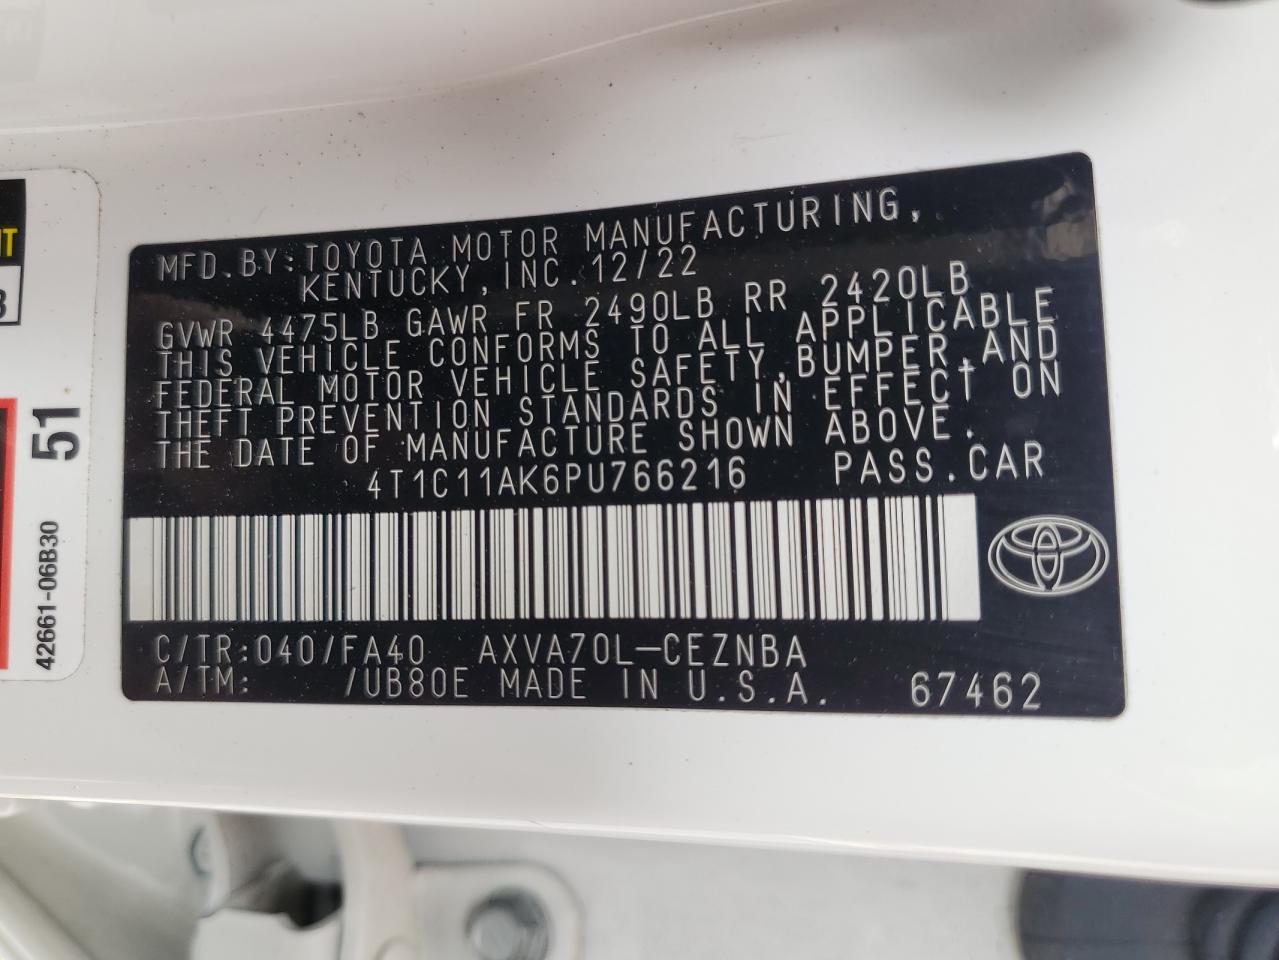 MFD.BY:TOYOTA MOTOR MANUFACTURING,
KENTUCKY,INC.12/22
GVWR 4475LB GAWR FR 2490LB RR 2420LB
THIS VEHICLE CONFORMS TO ALL APPLICABLE
FEDERAL MOTOR VEHICLE SAFETY,BUMPER,AND
THEFT PREVENTION STANDARDS IN EFFECT ON
THE DATE OF MANUFACTURE SHOWN ABOVE.
4T1C11AK6PU766216 PASS.CAR
C/TR:040/FA40 AXVA70L-CEZNBA
A/TM: /UB80E MADE IN U.S.A. 67462
51
42661-06B30